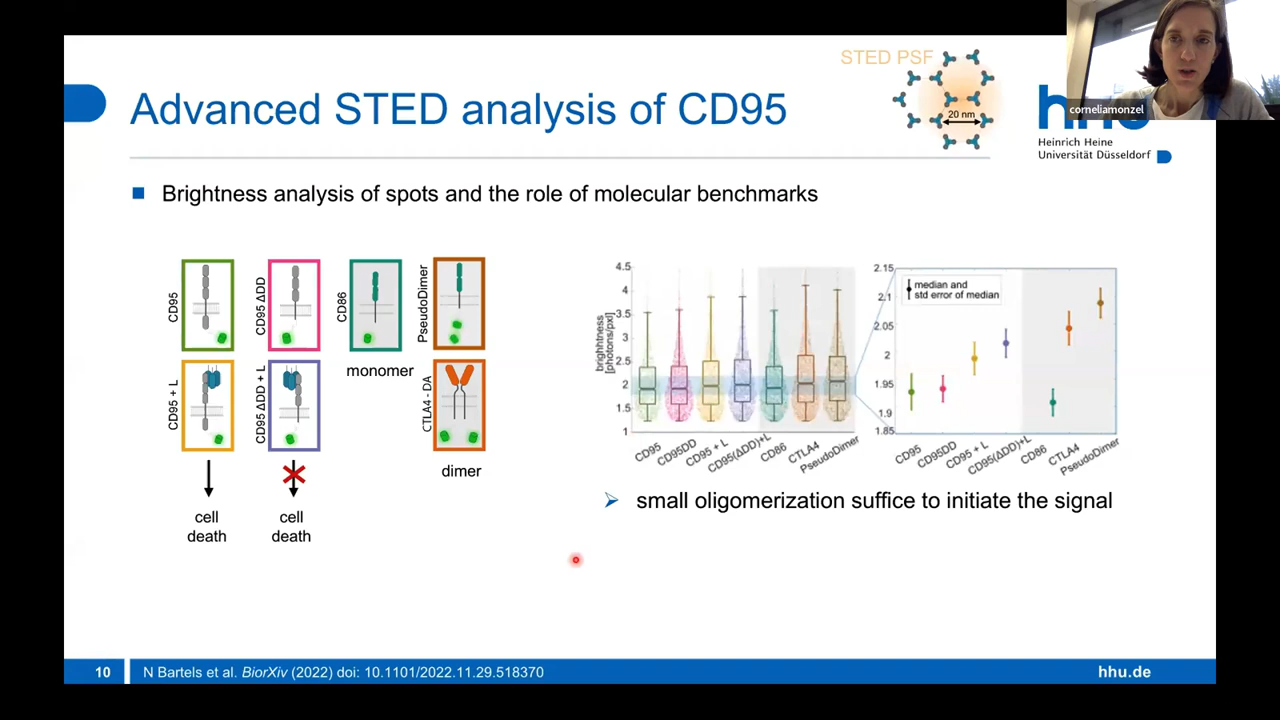 STED PSF
20 nm
corneliamonzel
Advanced STED analysis of CD95
Heinrich Heine
Universität Düsseldorf
Brightness analysis of spots and the role of molecular benchmarks
CD95
CD95 ΔDD
CD86
PseudoDimer
monomer
CD95 + L
CD95 ΔDD + L
CTLA4 - DA
dimer
cell
death
cell
death
brighhtness
[photons/pxl]
4.5
4
3.5
3
2.5
2
1.5
1
CD95
CD95DD
CD95 + L
CD95(ΔDD)+L
CD86
CTLA4
PseudoDimer
median and
std error of median
2.15
2.1
2.05
2
1.95
1.9
1.85
CD95
CD95DD
CD95 + L
CD95(ΔDD)+L
CD86
CTLA4
PseudoDimer
small oligomerization suffice to initiate the signal
10
N Bartels et al. BiorXiv (2022) doi: 10.1101/2022.11.29.518370
hhu.de